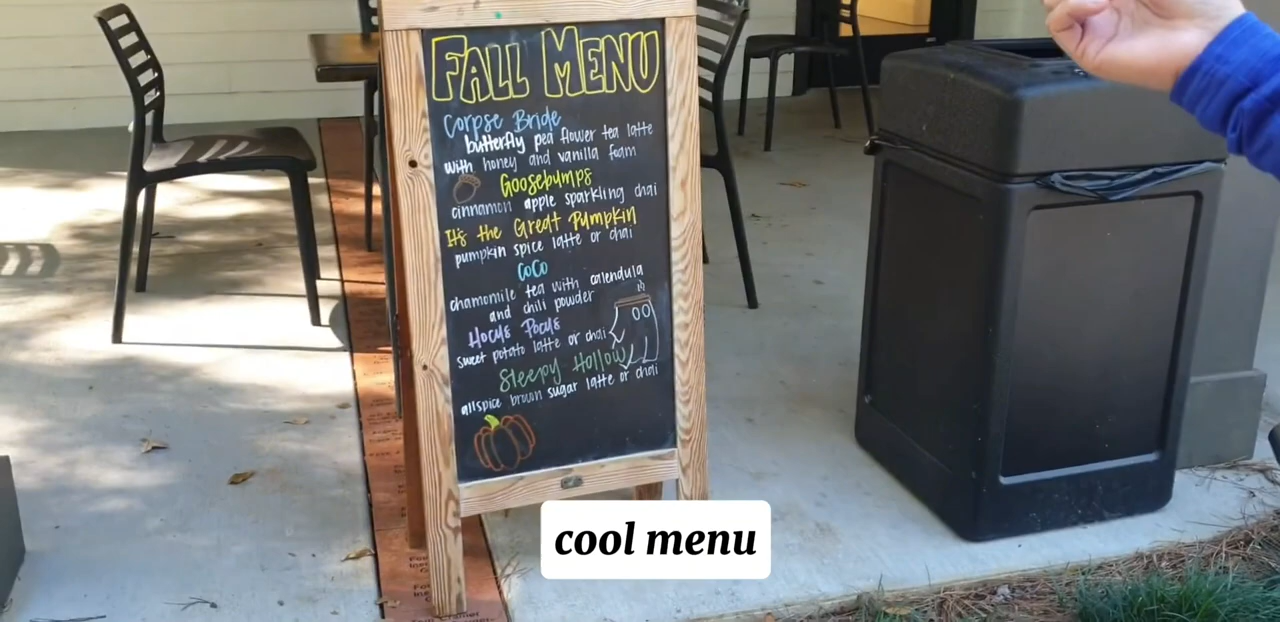 FALL MENU
Corpse Bride
butterfly pea flower tea latte
with honey and vanilla foam
Goosebumps
cinnamon apple sparkling chai
It's the Great Pumpkin
pumpkin spice latte or chai
CoCo
chamomile tea with calendula
and chili powder
Hocus Pocus
sweet potato latte or chai
Sleepy Hollow
allspice brown sugar latte or chai
cool menu